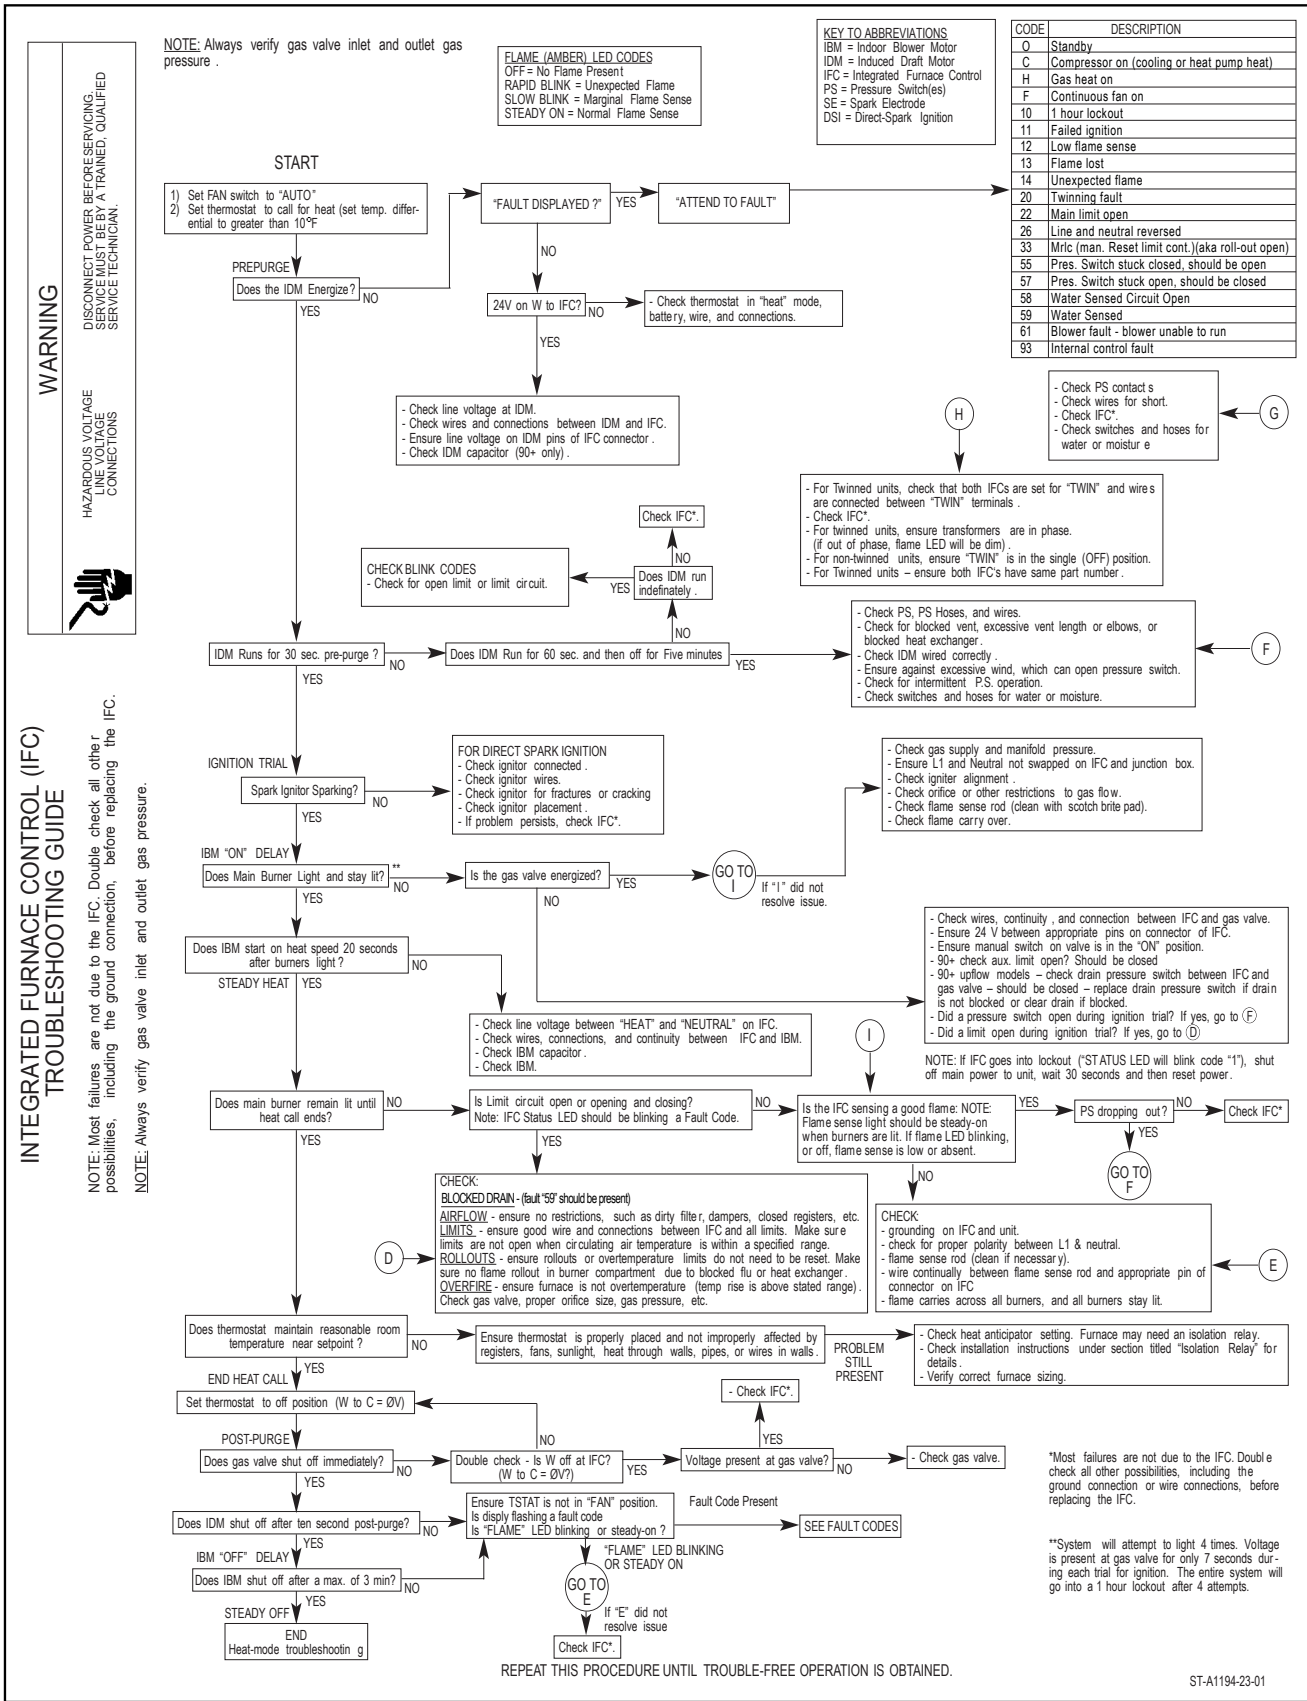 INTEGRATED FURNACE CONTROL (IFC)
TROUBLESHOOTING GUIDE
NOTE: Most failures are not due to the IFC. Double check all other
possibilities, including the ground connection, before replacing the IFC.
NOTE: Always verify gas valve inlet and outlet gas pressure.
WARNING
HAZARDOUS VOLTAGE
LINE VOLTAGE
CONNECTIONS
DISCONNECT POWER BEFORE SERVICING.
SERVICE MUST BE BY A TRAINED, QUALIFIED
SERVICE TECHNICIAN.
NOTE: Always verify gas valve inlet and outlet gas
pressure .
FLAME (AMBER) LED CODES
OFF = No Flame Present
RAPID BLINK = Unexpected Flame
SLOW BLINK = Marginal Flame Sense
STEADY ON = Normal Flame Sense
KEY TO ABBREVIATIONS
IBM = Indoor Blower Motor
IDM = Induced Draft Motor
IFC = Integrated Furnace Control
PS = Pressure Switch(es)
SE = Spark Electrode
DSI = Direct-Spark Ignition
CODE DESCRIPTION
O Standby
C Compressor on (cooling or heat pump heat)
H Gas heat on
F Continuous fan on
10 1 hour lockout
11 Failed ignition
12 Low flame sense
13 Flame lost
14 Unexpected flame
20 Twinning fault
22 Main limit open
26 Line and neutral reversed
33 Mrlc (man. Reset limit cont.)(aka roll-out open)
55 Pres. Switch stuck closed, should be open
57 Pres. Switch stuck open, should be closed
58 Water Sensed Circuit Open
59 Water Sensed
61 Blower fault - blower unable to run
93 Internal control fault
START
1) Set FAN switch to “AUTO”
2) Set thermostat to call for heat (set temp. differ-
ential to greater than 10°F
“FAULT DISPLAYED ?”
YES
“ATTEND TO FAULT”
NO
PREPURGE
Does the IDM Energize?
NO
YES
24V on W to IFC?
NO
- Check thermostat in “heat” mode,
battery, wire, and connections.
YES
- Check line voltage at IDM.
- Check wires and connections between IDM and IFC.
- Ensure line voltage on IDM pins of IFC connector .
- Check IDM capacitor (90+ only) .
- Check PS contact s
- Check wires for short.
- Check IFC*.
- Check switches and hoses for
water or moistur e
G
H
- For Twinned units, check that both IFCs are set for “TWIN” and wires
are connected between “TWIN” terminals .
- Check IFC*.
- For twinned units, ensure transformers are in phase.
(if out of phase, flame LED will be dim) .
- For non-twinned units, ensure “TWIN” is in the single (OFF) position.
- For Twinned units – ensure both IFC's have same part number .
Check IFC*.
NO
CHECK BLINK CODES
- Check for open limit or limit circuit.
YES
Does IDM run
indefinately .
NO
IDM Runs for 30 sec. pre-purge ?
NO
Does IDM Run for 60 sec. and then off for Five minutes
YES
YES
- Check PS, PS Hoses, and wires.
- Check for blocked vent, excessive vent length or elbows, or
blocked heat exchanger .
- Check IDM wired correctly .
- Ensure against excessive wind, which can open pressure switch.
- Check for intermittent P.S. operation.
- Check switches and hoses for water or moisture.
F
IGNITION TRIAL
Spark Ignitor Sparking?
NO
YES
FOR DIRECT SPARK IGNITION
- Check ignitor connected .
- Check ignitor wires.
- Check ignitor for fractures or cracking
- Check ignitor placement .
- If problem persists, check IFC*.
- Check gas supply and manifold pressure.
- Ensure L1 and Neutral not swapped on IFC and junction box.
- Check igniter alignment .
- Check orifice or other restrictions to gas flow.
- Check flame sense rod (clean with scotch brite pad).
- Check flame carry over.
IBM “ON” DELAY
Does Main Burner Light and stay lit?
**
NO
YES
Is the gas valve energized?
YES
NO
GO TO
I
If "I" did not
resolve issue.
- Check wires, continuity , and connection between IFC and gas valve.
- Ensure 24 V between appropriate pins on connector of IFC.
- Ensure manual switch on valve is in the “ON” position.
- 90+ check aux. limit open? Should be closed
- 90+ upflow models – check drain pressure switch between IFC and
gas valve – should be closed – replace drain pressure switch if drain
is not blocked or clear drain if blocked.
- Did a pressure switch open during ignition trial? If yes, go to F
- Did a limit open during ignition trial? If yes, go to D
Does IBM start on heat speed 20 seconds
after burners light ?
NO
STEADY HEAT YES
- Check line voltage between “HEAT” and “NEUTRAL” on IFC.
- Check wires, connections, and continuity between IFC and IBM.
- Check IBM capacitor .
- Check IBM.
I
NOTE: If IFC goes into lockout (“STATUS LED will blink code “1”), shut
off main power to unit, wait 30 seconds and then reset power.
Does main burner remain lit until
heat call ends?
NO
YES
Is Limit circuit open or opening and closing?
Note: IFC Status LED should be blinking a Fault Code.
NO
YES
Is the IFC sensing a good flame: NOTE:
Flame sense light should be steady-on
when burners are lit. If flame LED blinking,
or off, flame sense is low or absent.
YES
NO
PS dropping out?
NO
Check IFC*
YES
GO TO
F
CHECK:
BLOCKED DRAIN - (fault “59” should be present)
AIRFLOW - ensure no restrictions, such as dirty filter, dampers, closed registers, etc.
LIMITS - ensure good wire and connections between IFC and all limits. Make sure
limits are not open when circulating air temperature is within a specified range.
ROLLOUTS - ensure rollouts or overtemperature limits do not need to be reset. Make
sure no flame rollout in burner compartment due to blocked flu or heat exchanger .
OVERFIRE - ensure furnace is not overtemperature (temp rise is above stated range) .
Check gas valve, proper orifice size, gas pressure, etc.
D
CHECK:
- grounding on IFC and unit.
- check for proper polarity between L1 & neutral.
- flame sense rod (clean if necessary).
- wire continually between flame sense rod and appropriate pin of
connector on IFC
- flame carries across all burners, and all burners stay lit.
E
Does thermostat maintain reasonable room
temperature near setpoint ?
NO
YES
Ensure thermostat is properly placed and not improperly affected by
registers, fans, sunlight, heat through walls, pipes, or wires in walls .
PROBLEM
STILL
PRESENT
- Check heat anticipator setting. Furnace may need an isolation relay.
- Check installation instructions under section titled “Isolation Relay” for
details .
- Verify correct furnace sizing.
END HEAT CALL
Set thermostat to off position (W to C = ØV)
- Check IFC*.
POST-PURGE
NO
YES
Does gas valve shut off immediately?
NO
Double check - Is W off at IFC?
(W to C = ØV?)
YES
Voltage present at gas valve?
NO
- Check gas valve.
YES
Does IDM shut off after ten second post-purge?
NO
YES
Ensure TSTAT is not in “FAN” position.
Is disply flashing a fault code
Is “FLAME” LED blinking or steady-on ?
Fault Code Present
SEE FAULT CODES
IBM “OFF” DELAY
Does IBM shut off after a max. of 3 min?
NO
YES
“FLAME” LED BLINKING
OR STEADY ON
GO TO
E
If “E” did not
resolve issue
Check IFC*.
STEADY OFF
END
Heat-mode troubleshootin g
*Most failures are not due to the IFC. Double
check all other possibilities, including the
ground connection or wire connections, before
replacing the IFC.
**System will attempt to light 4 times. Voltage
is present at gas valve for only 7 seconds dur-
ing each trial for ignition. The entire system will
go into a 1 hour lockout after 4 attempts.
REPEAT THIS PROCEDURE UNTIL TROUBLE-FREE OPERATION IS OBTAINED.
ST-A1194-23-01